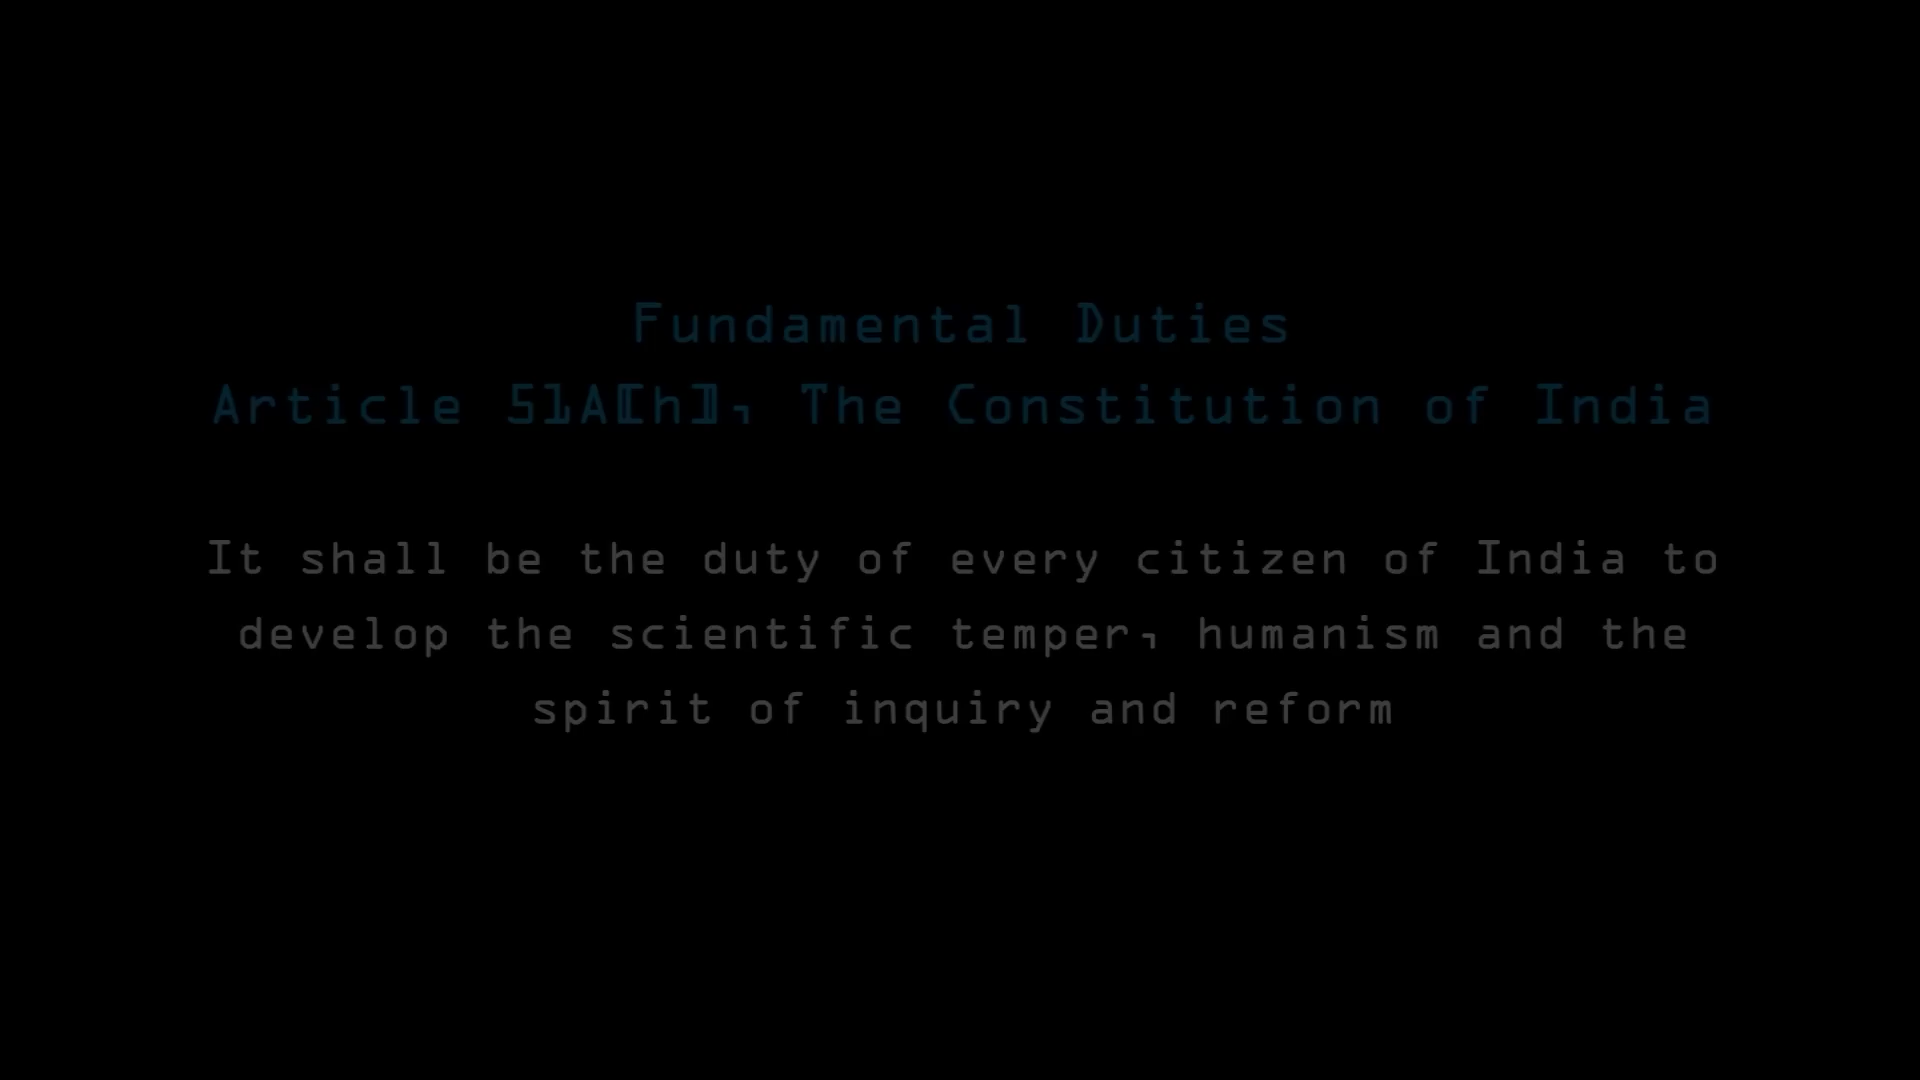 Fundamental Duties
Article 51A[h], The Constitution of India
It shall be the duty of every citizen of India to
develop the scientific temper, humanism and the
spirit of inquiry and reform